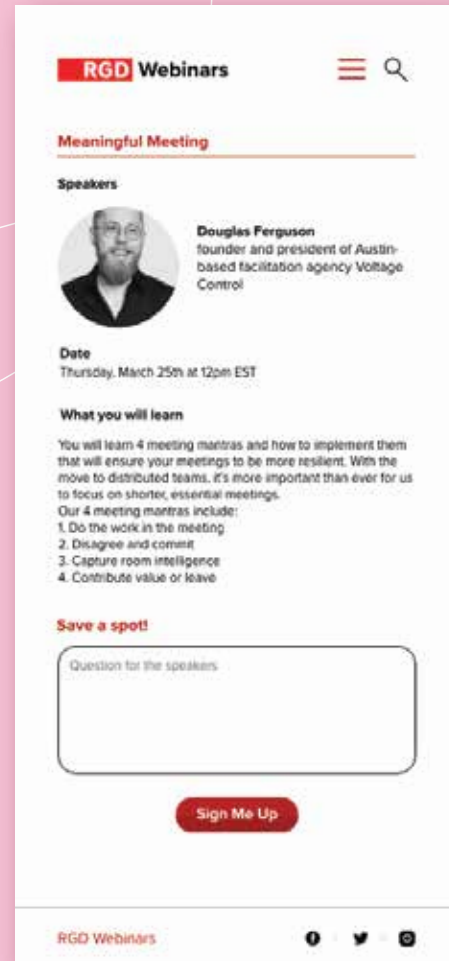 RGD Webinars
Meaningful Meeting
Speakers
Douglas Ferguson
founder and president of Austin-
based facilitation agency Voltage
Control
Date
Thursday, March 25th at 12pm EST
What you will learn
You will learn 4 meeting mantras and how to implement them
that will ensure your meetings to be more resilient. With the
move to distributed teams, it's more important than ever for us
to focus on shorter, essential meetings.
Our 4 meeting mantras include:
1. Do the work in the meeting
2. Disagree and commit
3. Capture room intelligence
4. Contribute value or leave
Save a spot!
Question for the speakers
Sign Me Up
RGD Webinars